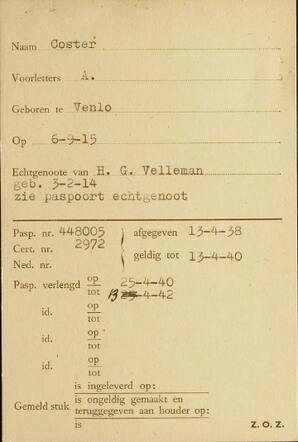 Naam Coster
Voorletters A.
Geboren te Venlo
Op 6-9-15
Echtgenoote van H. G. Velleman
geb. 3-2-14
zie paspoort echtgenoot
Pasp. nr. 448005 afgegeven 13-4-38
Cert. nr. 2972
geldig tot 13-4-40
Ned. nr.
Pasp. verlengd op 25-4-40
tot 13-4-42
id. op
tot
id. op
tot
id. op
tot
is ingeleverd op:
Gemeld stuk is ongeldig gemaakt en
teruggegeven aan houder op:
is
Z. O. Z.